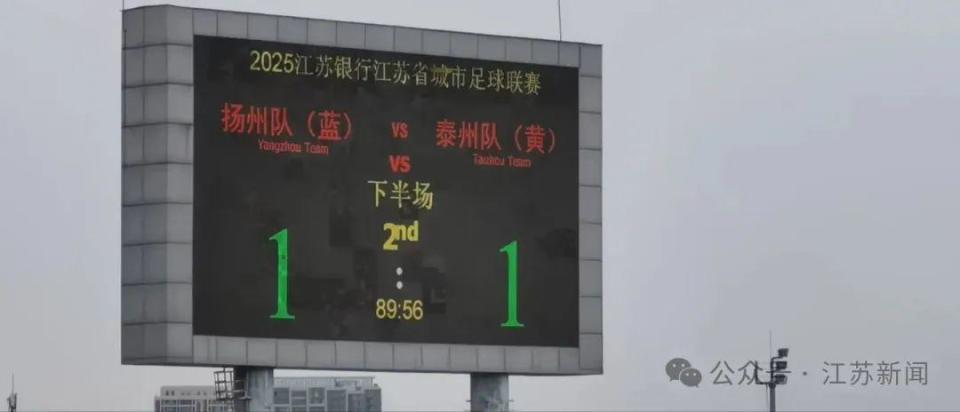 2025江苏银行江苏省城市足球联赛
扬州队（蓝） VS 泰州队（黄）
Yangzhou Team Taizhou Team
VS
下半场
2nd
1 : 1
89:56
公众号 · 江苏新闻